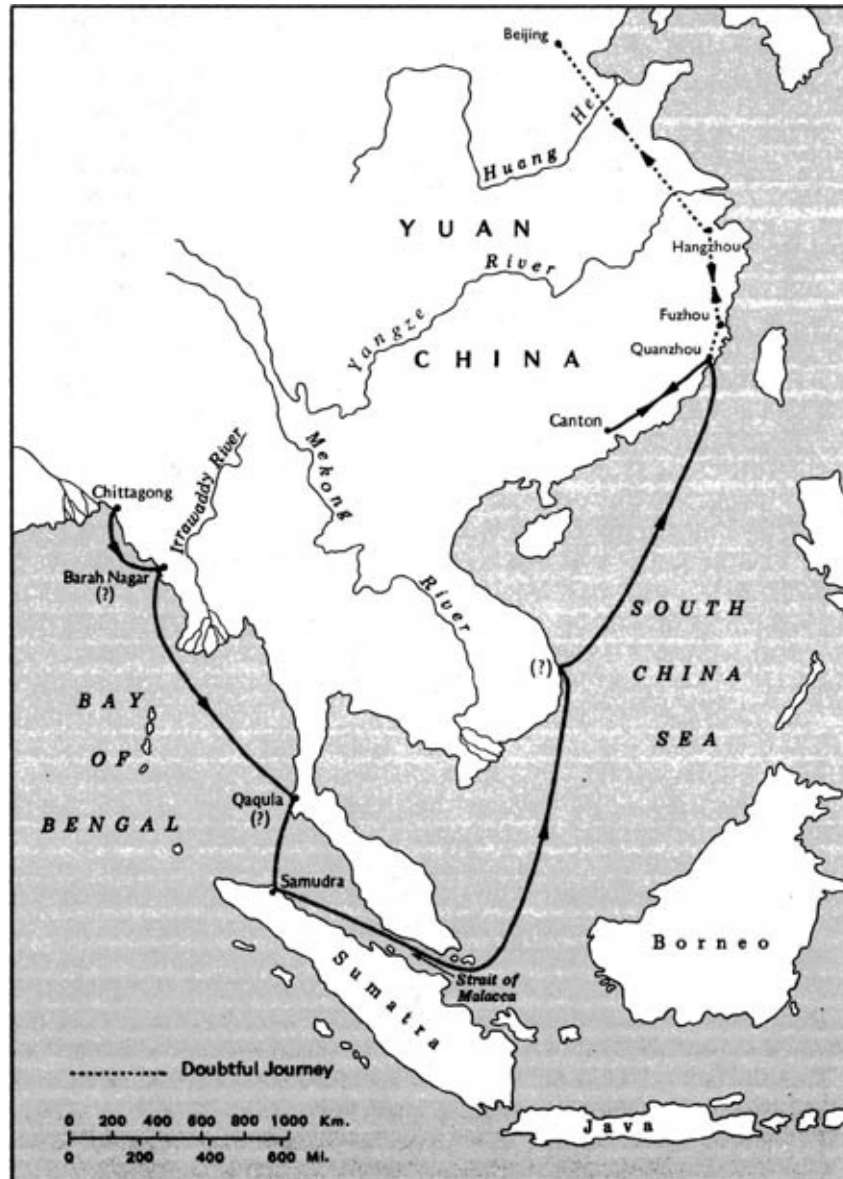 Beijing
Huang He
YUAN
Hangzhou
Yangze River
Fuzhou
Quanzhou
CHINA
Canton
Mekong River
Irrawaddy River
Chittagong
Barah Nagar
(?)
SOUTH
CHINA
SEA
(?)
BAY
OF
BENGAL
Qaqula
(?)
Samudra
Borneo
Strait of
Malacca
Sumatra
Doubtful Journey
0 200 400 600 800 1000 Km.
0 200 400 600 Mi.
Java